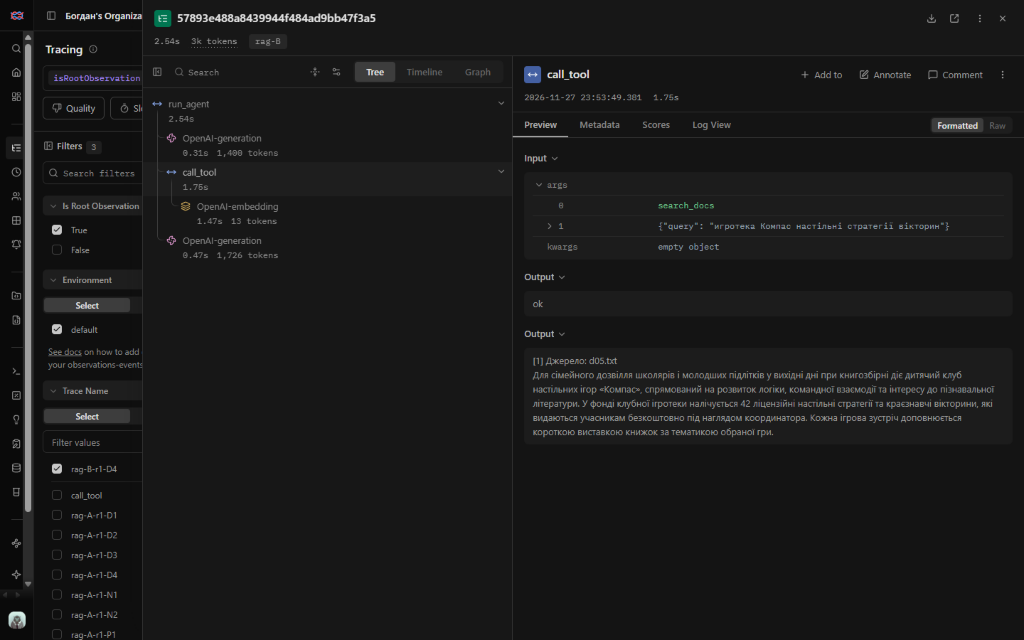 Богдан's Organiza
Tracing
isRootObservation
Quality
Filters 3
Search filters
Is Root Observation
True
False
Environment
Select
default
See docs on how to add
your observations-events
Trace Name
Select
Filter values
rag-B-r1-D4
call_tool
rag-A-r1-D1
rag-A-r1-D2
rag-A-r1-D3
rag-A-r1-D4
rag-A-r1-N1
rag-A-r1-N2
rag-A-r1-P1
57893e488a8439944f484ad9bb47f3a5
2.54s 3k tokens rag-B
Search
Tree Timeline Graph
run_agent
2.54s
OpenAI-generation
0.31s 1,400 tokens
call_tool
1.75s
OpenAI-embedding
1.47s 13 tokens
OpenAI-generation
0.47s 1,726 tokens
call_tool
Add to Annotate Comment
2026-11-27 23:53:49.301 1.75s
Preview Metadata Scores Log View
Formatted Raw
Input
args
0 search_docs
1 {"query": "игротека Компас настільні стратегії вікторин"}
kwargs empty object
Output
ok
Output
[1] Джерело: d05.txt
Для сімейного дозвілля школярів і молодших підлітків у вихідні дні при книгозбірні діє дитячий клуб
настільних ігор «Компас», спрямований на розвиток логіки, командної взаємодії та інтересу до пізнавальної
літератури. У фонді клубної ігротеки налічується 42 ліцензійні настільні стратегії та краєзнавчі вікторини, які
видаються учасникам безкоштовно під наглядом координатора. Кожна ігрова зустріч доповнюється
короткою виставкою книжок за тематикою обраної гри.